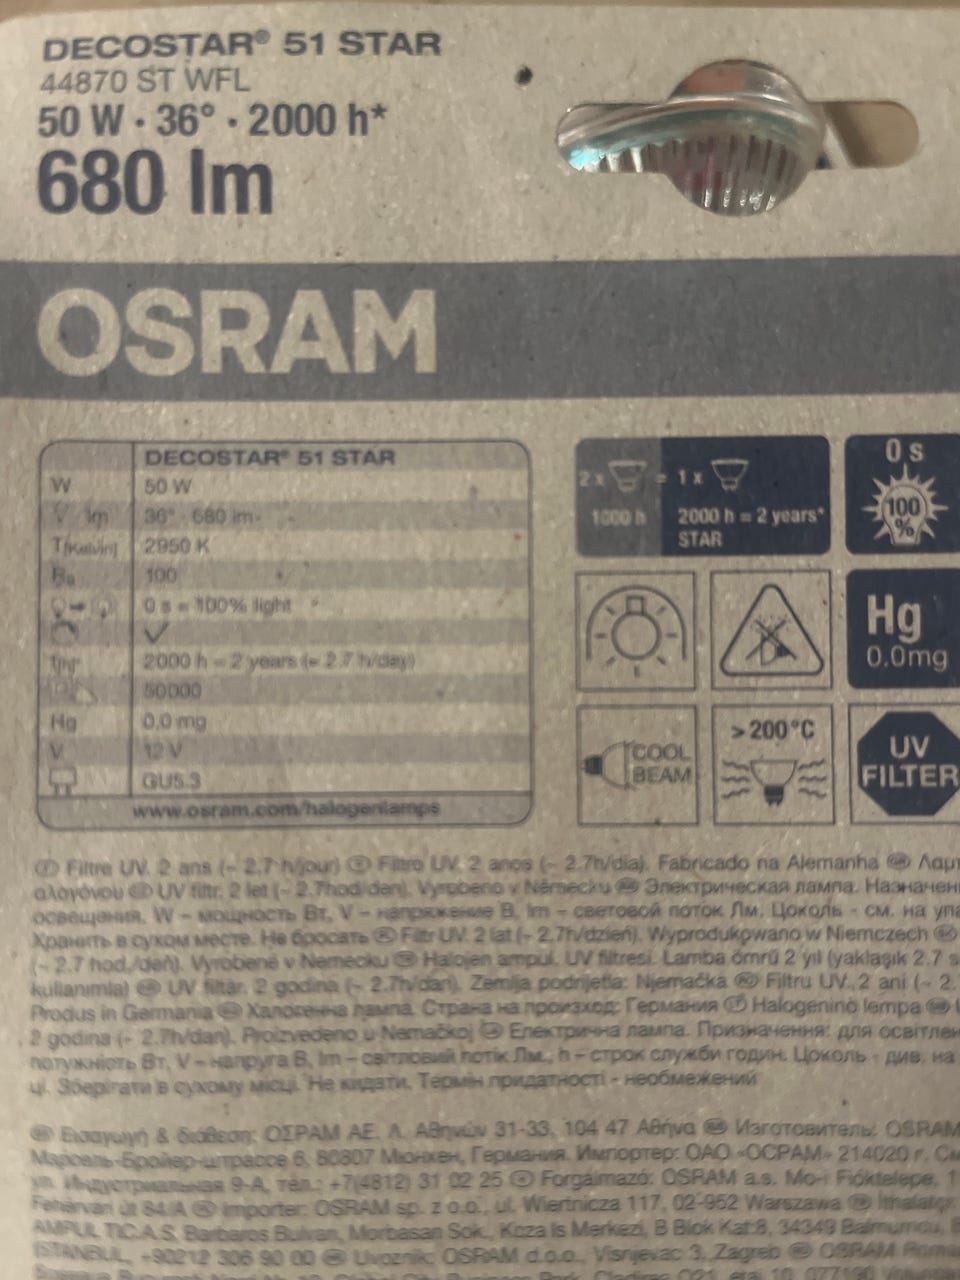 DECOSTAR® 51 STAR
44870 ST WFL
50 W · 36° · 2000 h*
680 lm
OSRAM
DECOSTAR® 51 STAR
W 50 W
lm 36° · 680 lm
T[Kelvin] 2950 K
Ra 100
0 s = 100% light
2000 h = 2 years (≈ 2.7 h/day)
50000
Hg 0.0 mg
V 12 V
GU5.3
www.osram.com/halogenlamps
2 x = 1 x
1000 h 2000 h = 2 years*
STAR
0 s
100
%
Hg
0.0mg
COOL
BEAM
>200°C
UV
FILTER
Filtre UV. 2 ans (~ 2.7 h/jour) Filtro UV. 2 anos (~ 2.7h/dia). Fabricado na Alemanha Λαμπ
αλογόνου UV filtr. 2 let (~ 2.7hod/den). Vyrobeno v Německu Электрическая лампа. Назначен
освещения. W – мощность Вт, V – напряжение В, lm – световой поток Лм. Цоколь - см. на упа
Хранить в сухом месте. Не бросать Filtr UV. 2 lat (~ 2.7h/dzień). Wyprodukowano w Niemczech
(~ 2.7 hod./deň). Vyrobené v Nemecku Halojen ampul. UV filtresi. Lamba ömrü 2 yıl (yaklaşık 2.7 s
kullanımla) UV filtar. 2 godina (~ 2.7h/dan). Zemlja podrijetla: Njemačka Filtru UV. 2 ani (~ 2.
Produs in Germania Халогенна лампа. Страна на произход: Германия Halogeninė lempa
2 godina (~ 2.7h/dan). Proizvedeno u Nemačkoj Електрична лампа. Призначення: для освітлен
потужність Вт, V – напруга В, lm – світловий потік Лм., h – строк служби годин. Цоколь - див. на
ці. Зберігати в сухому місці. Не кидати. Термін придатності - необмежений
Εισαγωγή & διάθεση: ΟΣΡΑΜ ΑΕ. Λ. Αθηνών 31-33, 104 47 Αθήνα Изготовитель: OSRAM
Марсель-Бройер-штрассе 6, 80807 Мюнхен, Германия. Импортер: ОАО «ОСРАМ» 214020 г. См
ул. Индустриальная 9-А, тел.: +7(4812) 31 02 25 Forgalmazó: OSRAM a.s. Mo-i Fióktelepe, 1
Fehérvári út 84/A Importer: OSRAM sp. z o.o., ul. Wiertnicza 117, 02-952 Warszawa İthalatçı
AMPUL TIC.A.S. Barbaros Bulvarı, Morbasan Sok., Koza Is Merkezi, B Blok Kat:8, 34349 Balmumcu,
ISTANBUL, +90212 306 90 00 Uvoznik: OSRAM d.o.o., Visnjevac 3, Zagreb OSRAM Roman